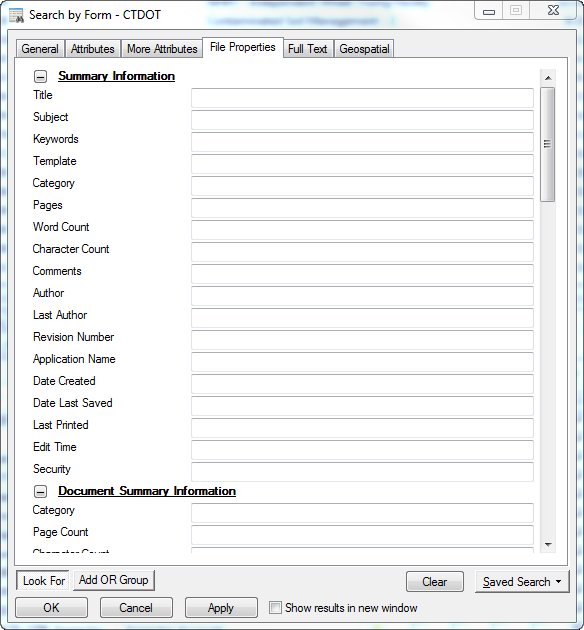 Search by Form - CTDOT
General Attributes More Attributes File Properties Full Text Geospatial
Summary Information
Title
Subject
Keywords
Template
Category
Pages
Word Count
Character Count
Comments
Author
Last Author
Revision Number
Application Name
Date Created
Date Last Saved
Last Printed
Edit Time
Security
Document Summary Information
Category
Page Count
Character Count
Look For Add OR Group Clear Saved Search
OK Cancel Apply Show results in new window